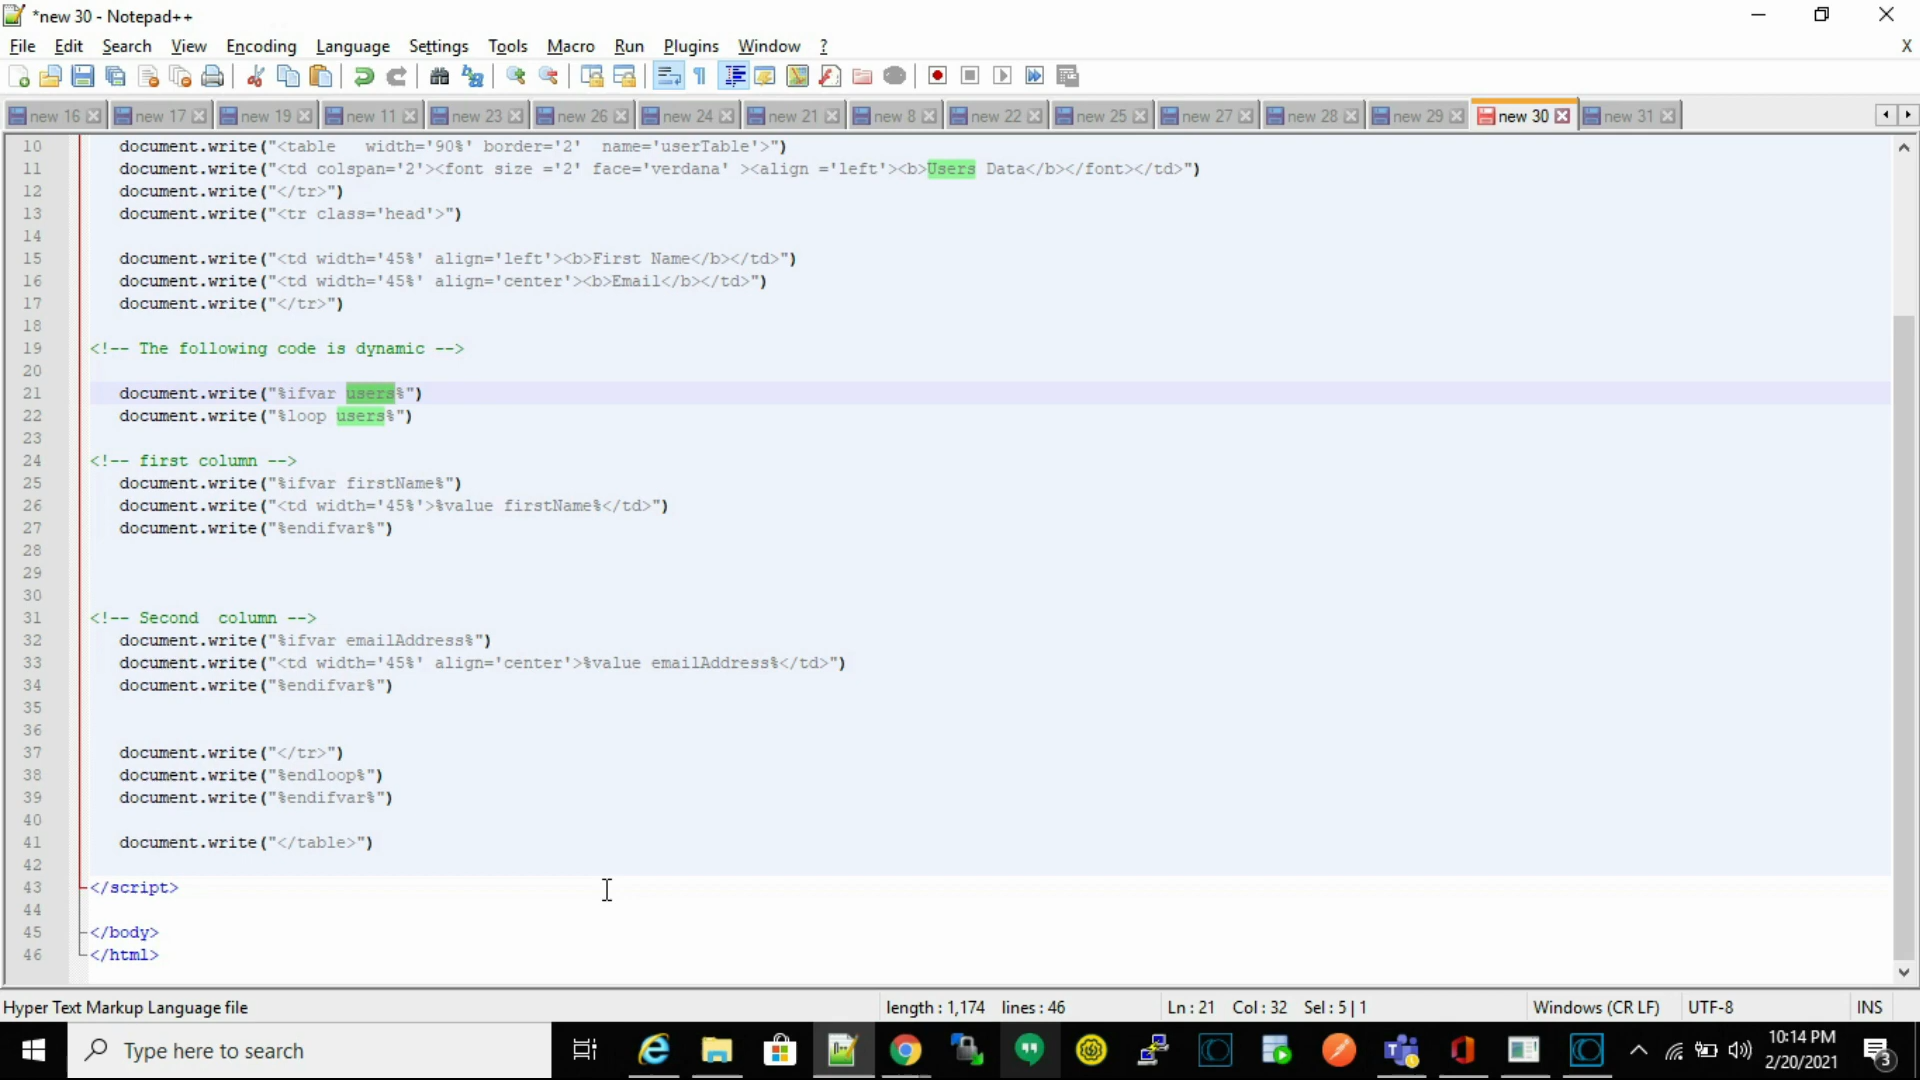 *new 30 - Notepad++
File Edit Search View Encoding Language Settings Tools Macro Run Plugins Window ? X
new 16 new 17 new 19 new 11 new 23 new 26 new 24 new 21 new 8 new 22 new 25 new 27 new 28 new 29 new 30 new 31
10 document.write("<table   width='90%' border='2'  name='userTable'>")
11 document.write("<td colspan='2'><font size ='2' face='verdana' ><align ='left'><b>Users Data</b></font></td>")
12 document.write("</tr>")
13 document.write("<tr class='head'>")
14
15 document.write("<td width='45%' align='left'><b>First Name</b></td>")
16 document.write("<td width='45%' align='center'><b>Email</b></td>")
17 document.write("</tr>")
18
19 <!-- The following code is dynamic -->
20
21 document.write("%ifvar users%")
22 document.write("%loop users%")
23
24 <!-- first column -->
25 document.write("%ifvar firstName%")
26 document.write("<td width='45%'>%value firstName%</td>")
27 document.write("%endifvar%")
28
29
30
31 <!-- Second  column -->
32 document.write("%ifvar emailAddress%")
33 document.write("<td width='45%' align='center'>%value emailAddress%</td>")
34 document.write("%endifvar%")
35
36
37 document.write("</tr>")
38 document.write("%endloop%")
39 document.write("%endifvar%")
40
41 document.write("</table>")
42
43 </script>
44
45 </body>
46 </html>
Hyper Text Markup Language file length : 1,174 lines : 46 Ln : 21 Col : 32 Sel : 5 | 1 Windows (CR LF) UTF-8 INS
Type here to search
10:14 PM
2/20/2021
3